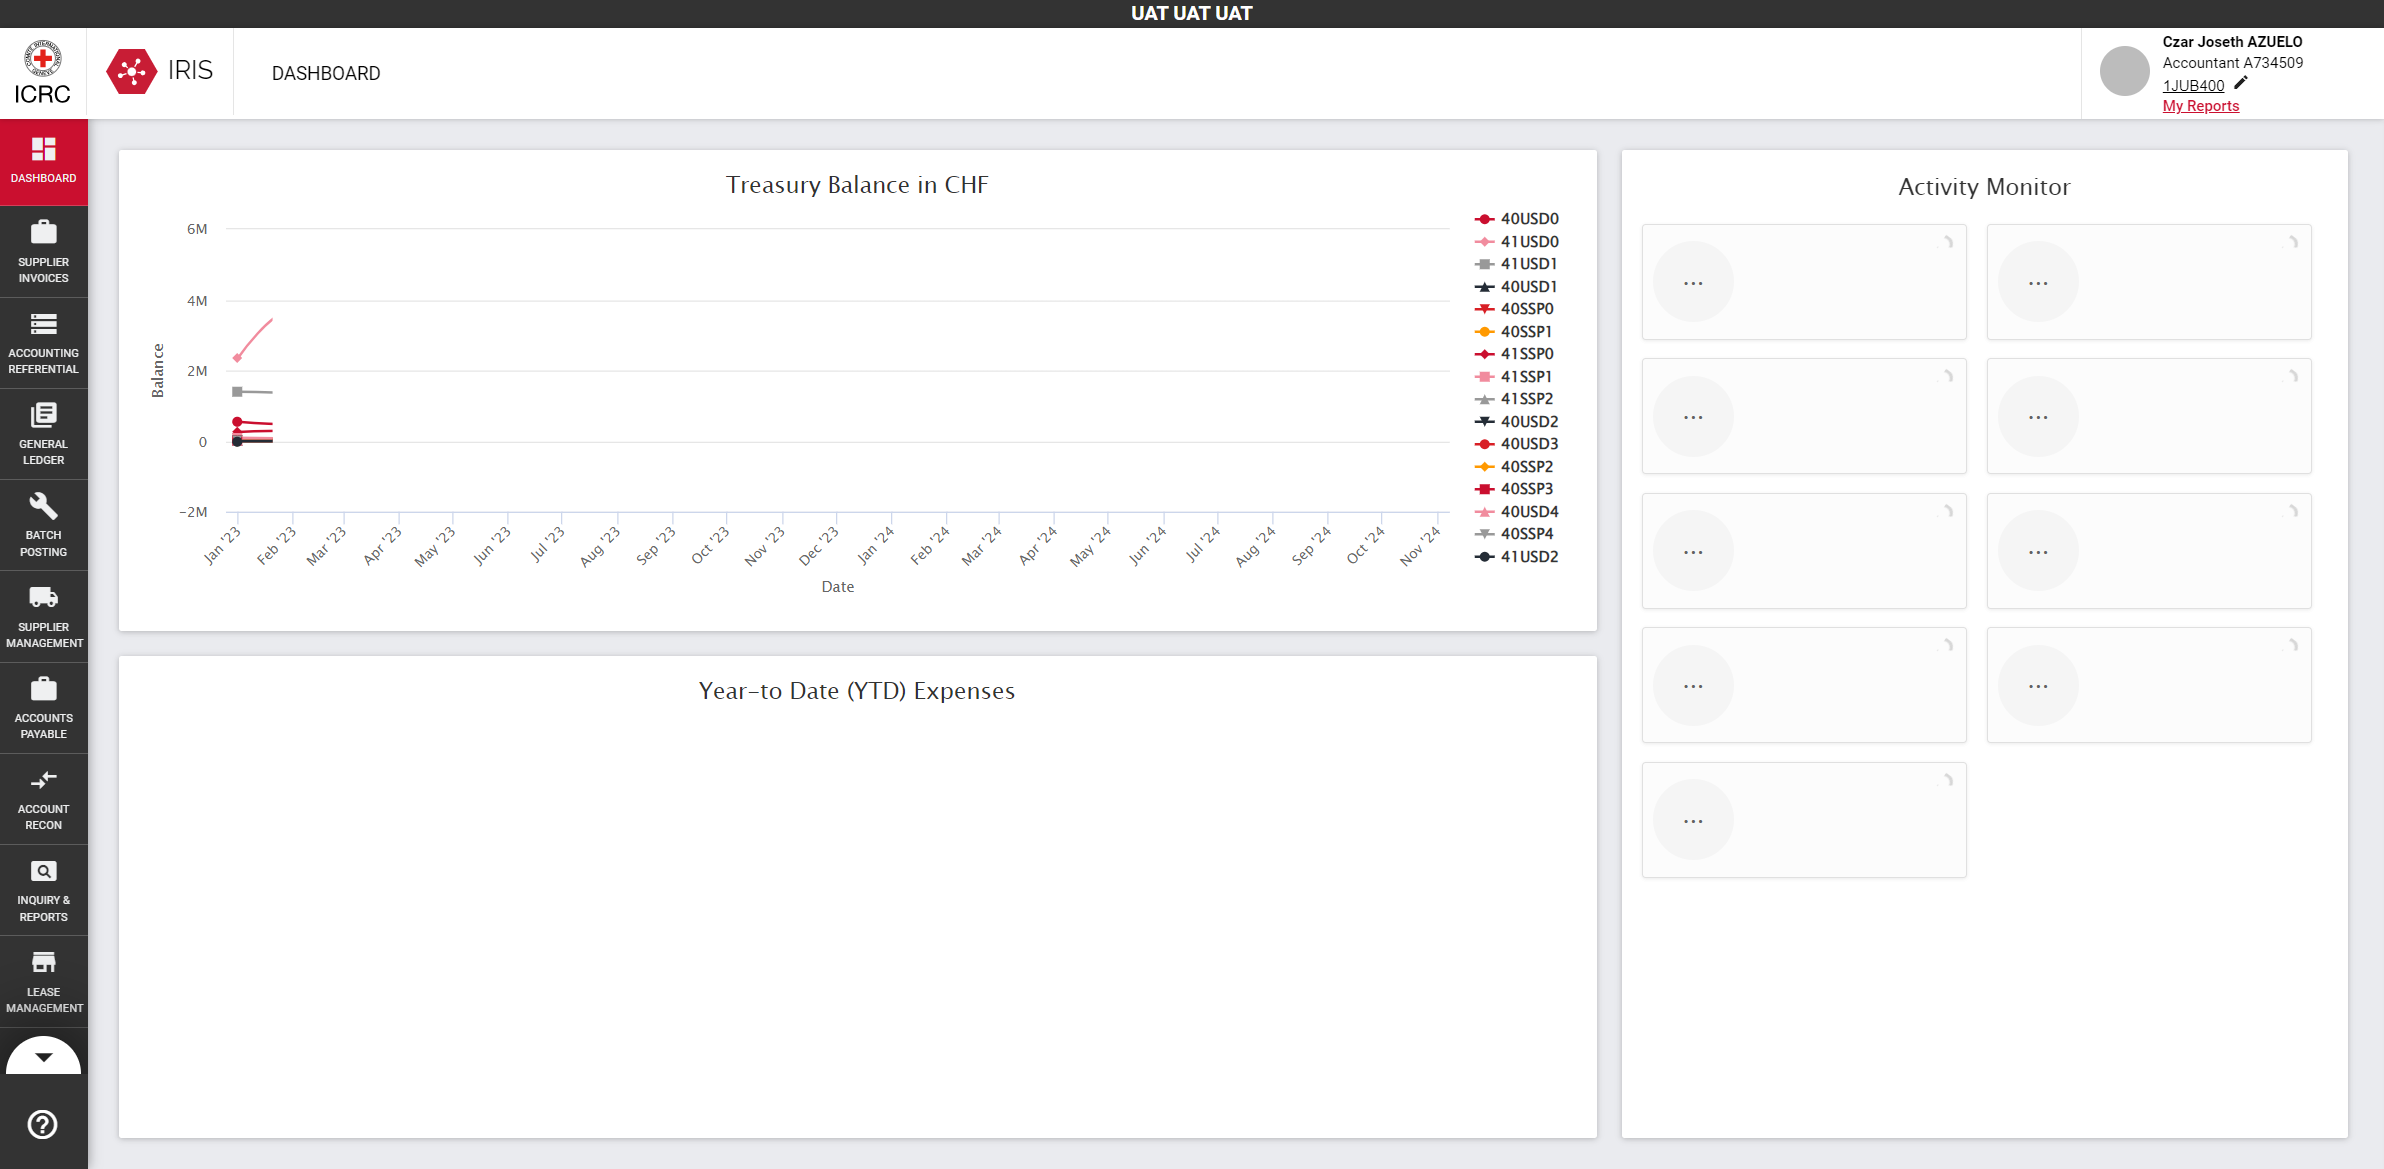 UAT UAT UAT
ICRC
IRIS
DASHBOARD
Czar Joseth AZUELO
Accountant A734509
1JUB400
My Reports
DASHBOARD
SUPPLIER
INVOICES
ACCOUNTING
REFERENTIAL
GENERAL
LEDGER
BATCH
POSTING
SUPPLIER
MANAGEMENT
ACCOUNTS
PAYABLE
ACCOUNT
RECON
INQUIRY &
REPORTS
LEASE
MANAGEMENT
Treasury Balance in CHF
Balance
6M
4M
2M
0
-2M
Jan '23
Feb '23
Mar '23
Apr '23
May '23
Jun '23
Jul '23
Aug '23
Sep '23
Oct '23
Nov '23
Dec '23
Jan '24
Feb '24
Mar '24
Apr '24
May '24
Jun '24
Jul '24
Aug '24
Sep '24
Oct '24
Nov '24
Date
40USD0
41USD0
41USD1
40USD1
40SSP0
40SSP1
41SSP0
41SSP1
41SSP2
40USD2
40USD3
40SSP2
40SSP3
40USD4
40SSP4
41USD2
Year-to Date (YTD) Expenses
Activity Monitor
...
...
...
...
...
...
...
...
...